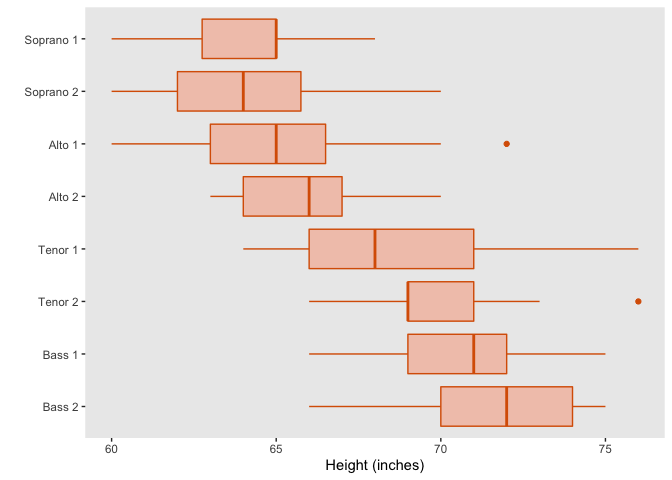 Soprano 1
Soprano 2
Alto 1
Alto 2
Tenor 1
Tenor 2
Bass 1
Bass 2
60 65 70 75
Height (inches)